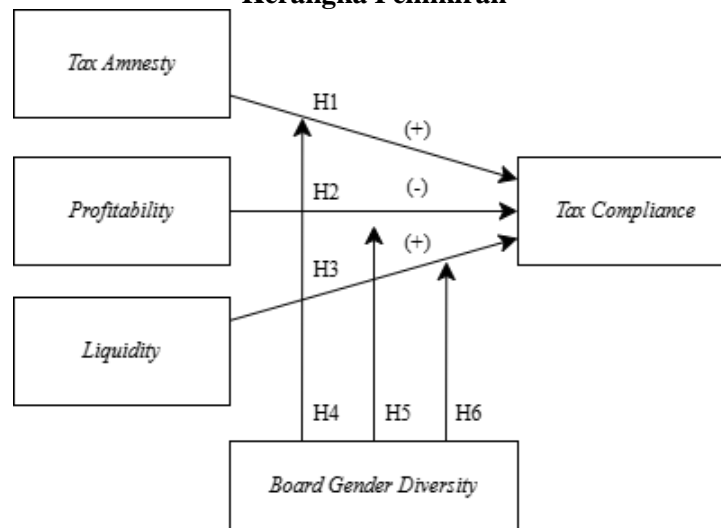 Kerangka Pemikiran
Tax Amnesty
H1
(+)
Profitability
H2
(-)
Tax Compliance
(+)
H3
Liquidity
H4
H5
H6
Board Gender Diversity